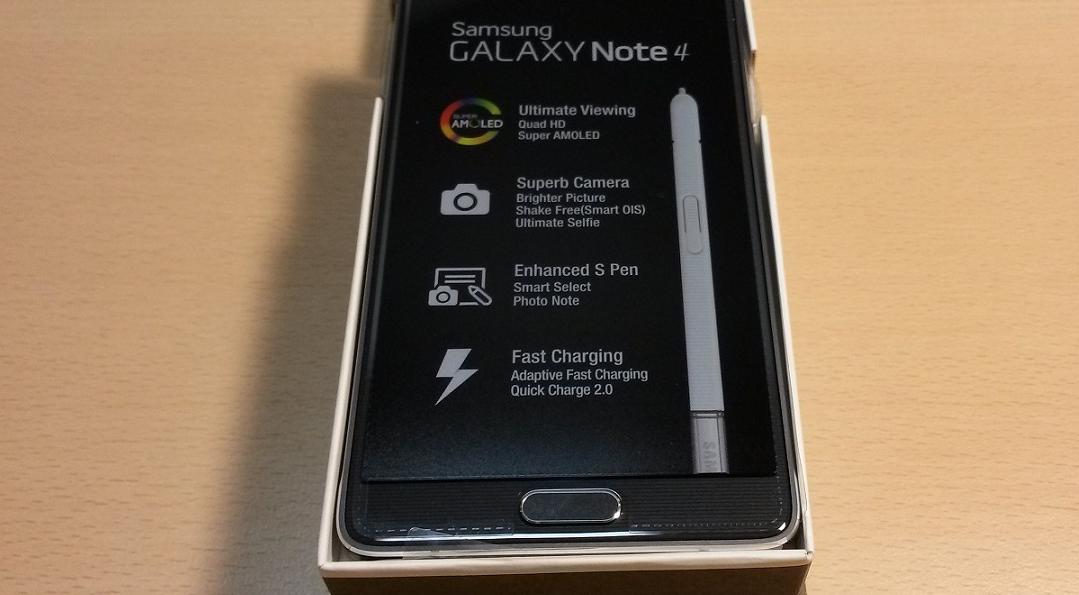 Samsung
GALAXY Note 4
SUPER
AMOLED
Ultimate Viewing
Quad HD
Super AMOLED
Superb Camera
Brighter Picture
Shake Free(Smart OIS)
Ultimate Selfie
Enhanced S Pen
Smart Select
Photo Note
Fast Charging
Adaptive Fast Charging
Quick Charge 2.0
SAM